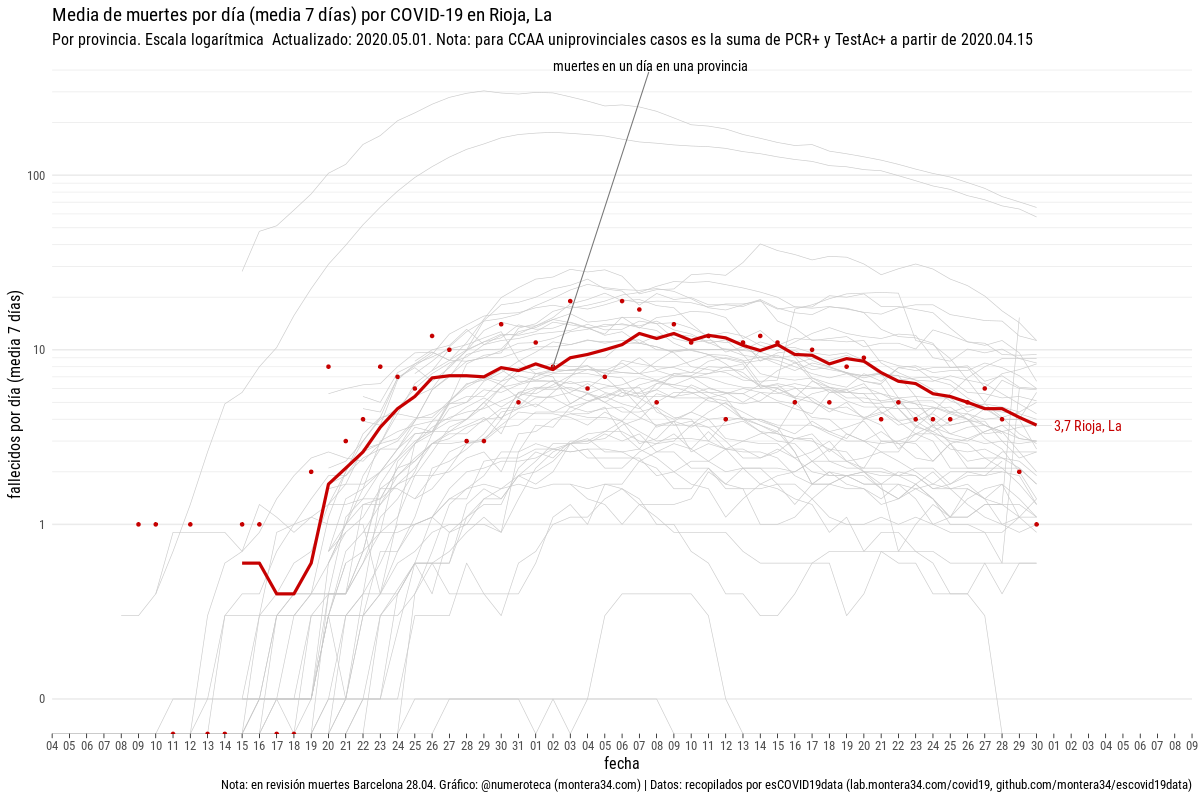 Media de muertes por día (media 7 días) por COVID-19 en Rioja, La
Por provincia. Escala logarítmica  Actualizado: 2020.05.01. Nota: para CCAA uniprovinciales casos es la suma de PCR+ y TestAc+ a partir de 2020.04.15
muertes en un día en una provincia
fallecidos por día (media  7 días)
100
10
1
0
3,7 Rioja, La
04 05 06 07 08 09 10 11 12 13 14 15 16 17 18 19 20 21 22 23 24 25 26 27 28 29 30 31 01 02 03 04 05 06 07 08 09 10 11 12 13 14 15 16 17 18 19 20 21 22 23 24 25 26 27 28 29 30 01 02 03 04 05 06 07 08 09
fecha
Nota: en revisión muertes Barcelona 28.04. Gráfico: @numeroteca (montera34.com) | Datos: recopilados por esCOVID19data (lab.montera34.com/covid19, github.com/montera34/escovid19data)